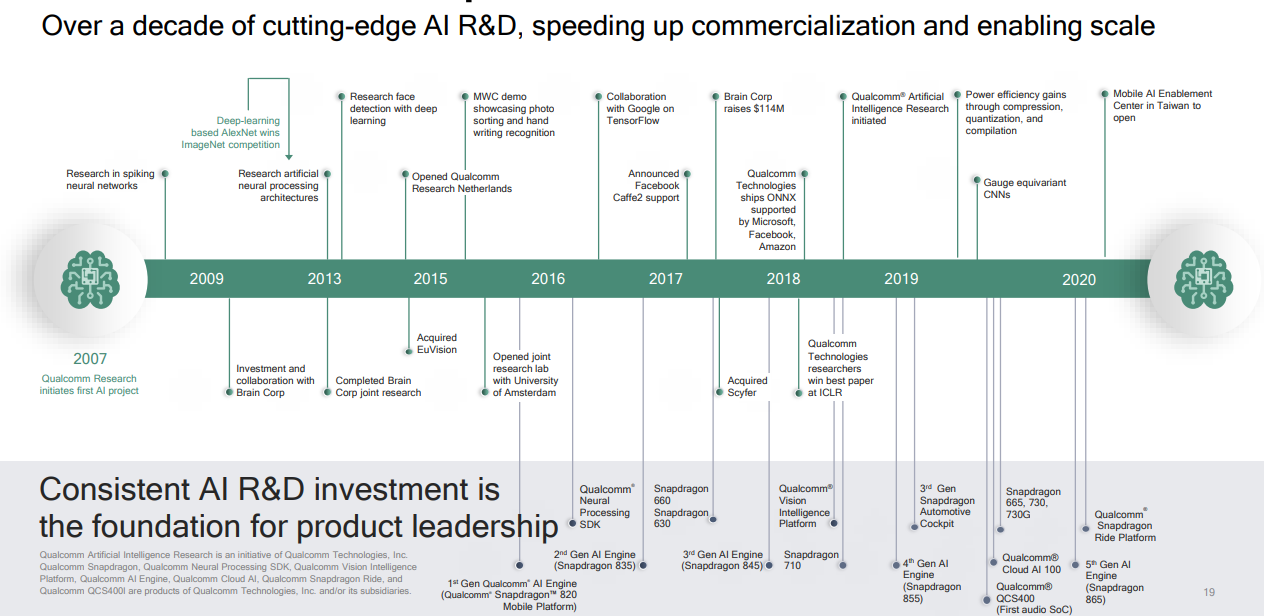 Over a decade of cutting-edge AI R&D, speeding up commercialization and enabling scale
Deep-learning
based AlexNet wins
ImageNet competition
Research face
detection with deep
learning
MWC demo
showcasing photo
sorting and hand
writing recognition
Collaboration
with Google on
TensorFlow
Brain Corp
raises $114M
Qualcomm® Artificial
Intelligence Research
initiated
Power efficiency gains
through compression,
quantization, and
compilation
Mobile AI Enablement
Center in Taiwan to
open
Research in spiking
neural networks
Research artificial
neural processing
architectures
Opened Qualcomm
Research Netherlands
Announced
Facebook
Caffe2 support
Qualcomm
Technologies
ships ONNX
supported
by Microsoft,
Facebook,
Amazon
Gauge equivariant
CNNs
2009
2013
2015
2016
2017
2018
2019
2020
2007
Qualcomm Research
initiates first AI project
Investment and
collaboration with
Brain Corp
Completed Brain
Corp joint research
Acquired
EuVision
Opened joint
research lab
with University
of Amsterdam
Acquired
Scyfer
Qualcomm
Technologies
researchers
win best paper
at ICLR
Consistent AI R&D investment is
the foundation for product leadership
Qualcomm Artificial Intelligence Research is an initiative of Qualcomm Technologies, Inc.
Qualcomm Snapdragon, Qualcomm Neural Processing SDK, Qualcomm Vision Intelligence
Platform, Qualcomm AI Engine, Qualcomm Cloud AI, Qualcomm Snapdragon Ride, and
Qualcomm QCS400I are products of Qualcomm Technologies, Inc. and/or its subsidiaries.
1st Gen Qualcomm® AI Engine
(Qualcomm® Snapdragon™ 820
Mobile Platform)
Qualcomm®
Neural
Processing
SDK
2nd Gen AI Engine
(Snapdragon 835)
Snapdragon
660
Snapdragon
630
3rd Gen AI Engine
(Snapdragon 845)
Qualcomm®
Vision
Intelligence
Platform
Snapdragon
710
3rd Gen
Snapdragon
Automotive
Cockpit
4th Gen AI
Engine
(Snapdragon
855)
Snapdragon
665, 730,
730G
Qualcomm®
Cloud AI 100
Qualcomm®
QCS400
(First audio SoC)
Qualcomm®
Snapdragon
Ride Platform
5th Gen AI
Engine
(Snapdragon
865)
19